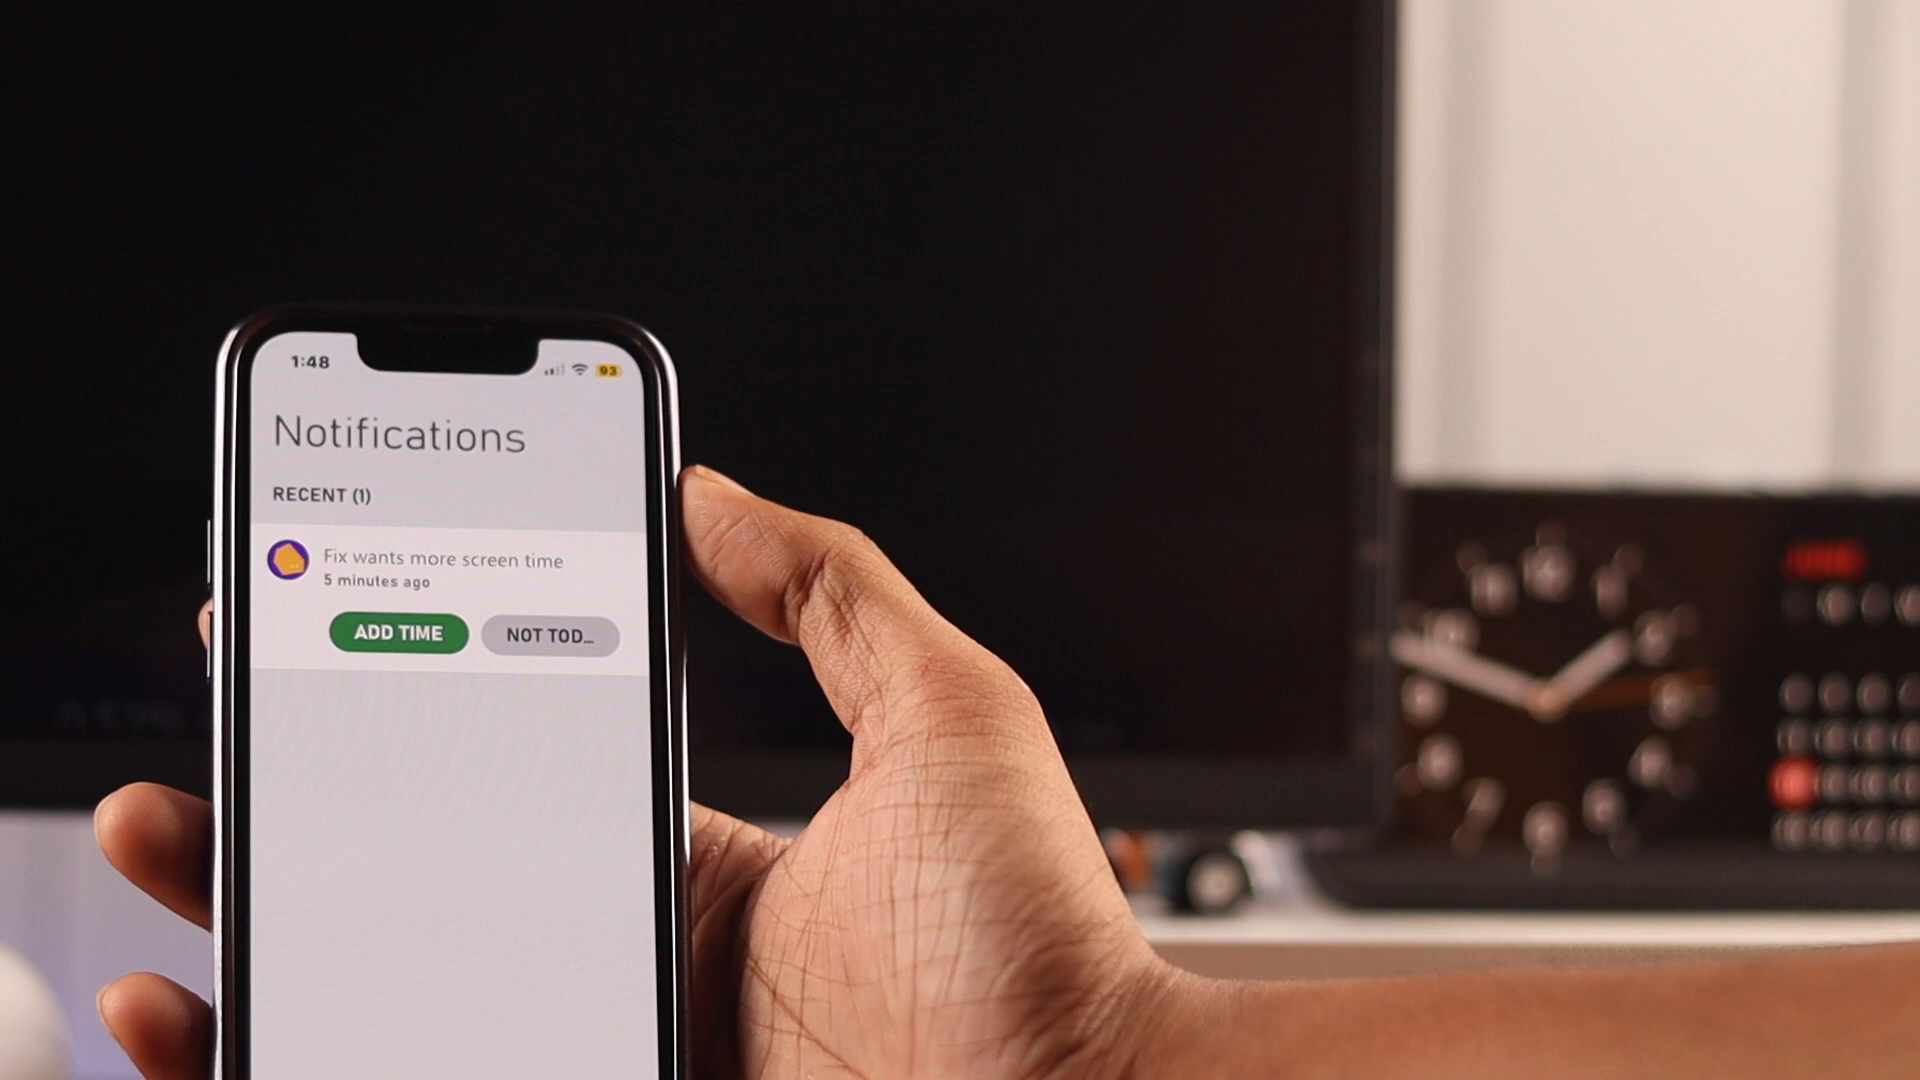 1:48
93
Notifications
RECENT (1)
Fix wants more screen time
5 minutes ago
ADD TIME
NOT TOD...